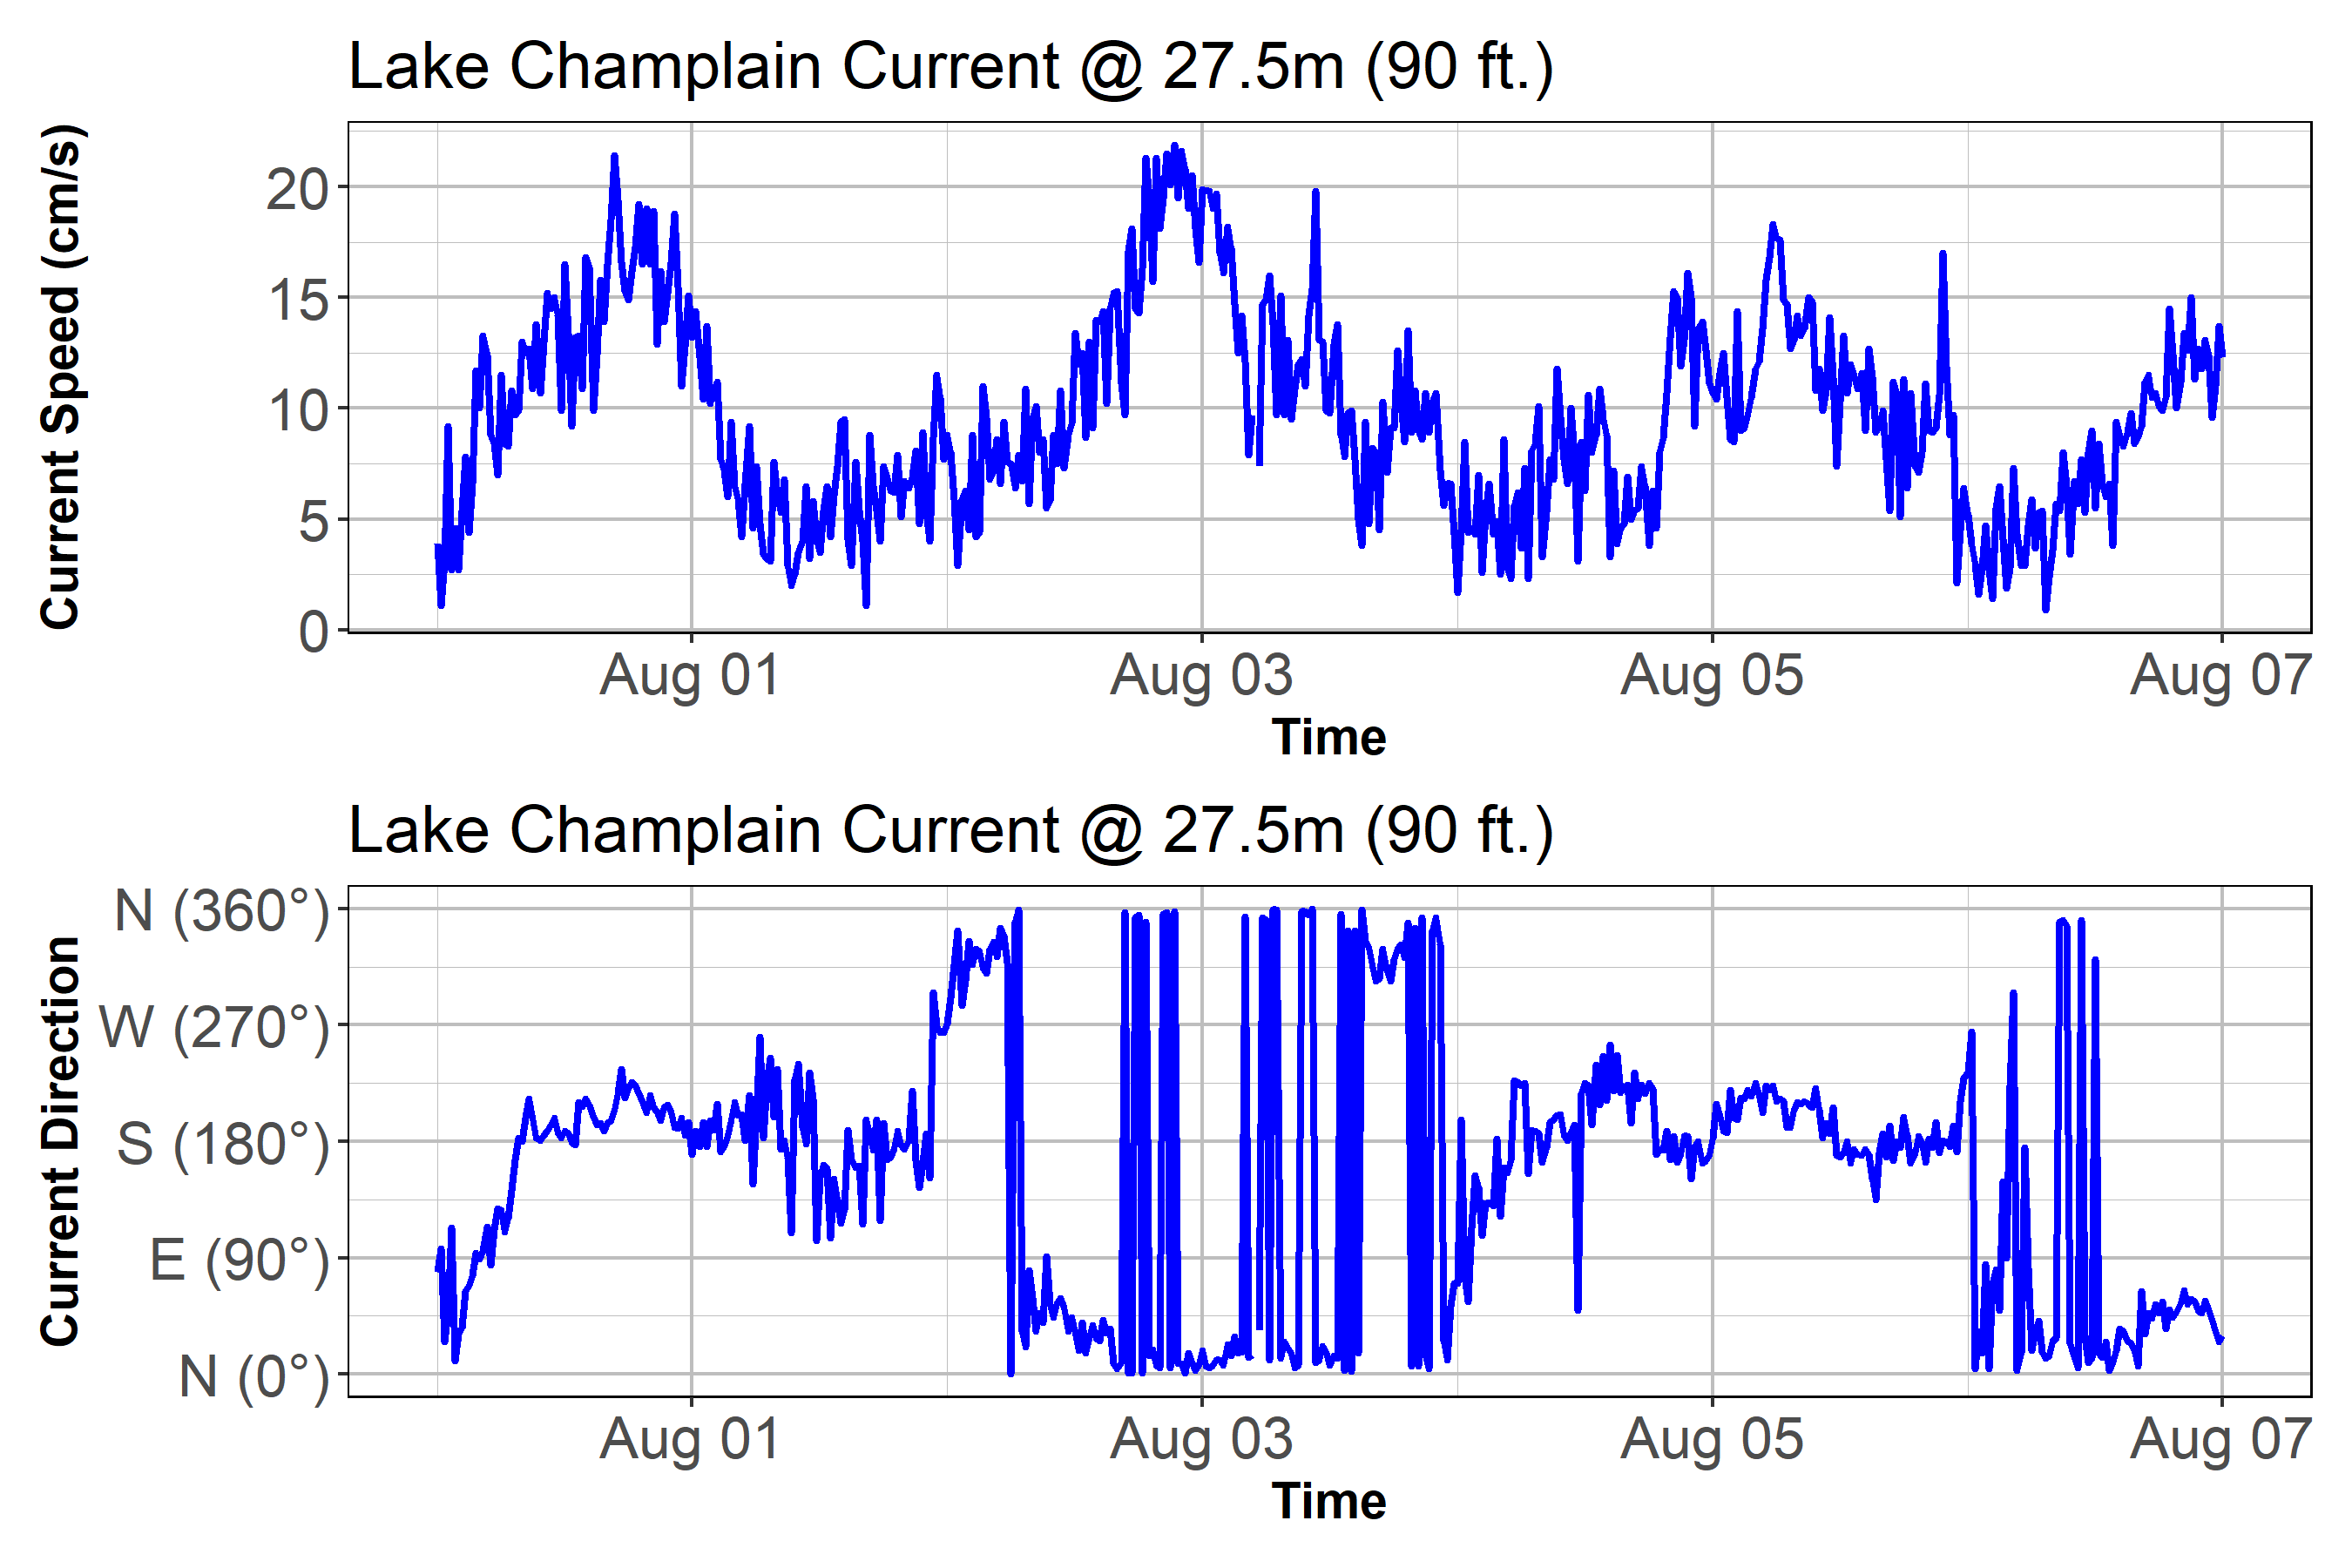 Lake Champlain Current @ 27.5m (90 ft.)
Current Speed (cm/s)
20
15
10
5
0
Aug 01 Aug 03 Aug 05 Aug 07
Time
Lake Champlain Current @ 27.5m (90 ft.)
Current Direction
N (360°)
W (270°)
S (180°)
E (90°)
N (0°)
Aug 01 Aug 03 Aug 05 Aug 07
Time